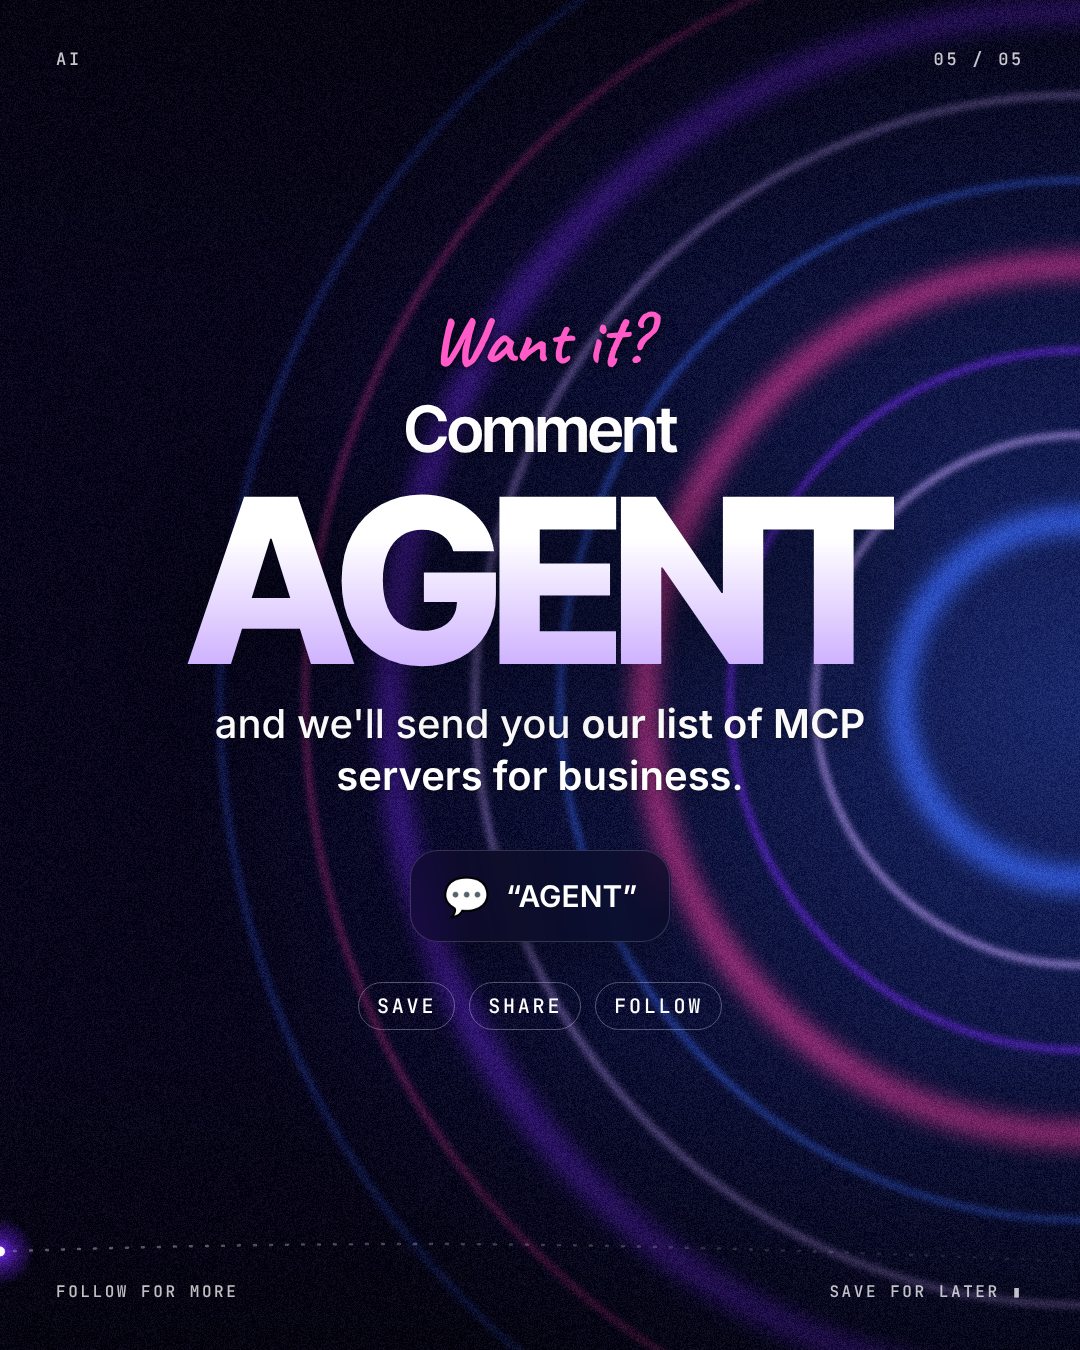 AI
05 / 05
Want it?
Comment
AGENT
and we'll send you our list of MCP
servers for business.
💬 “AGENT”
SAVE SHARE FOLLOW
FOLLOW FOR MORE
SAVE FOR LATER ▮